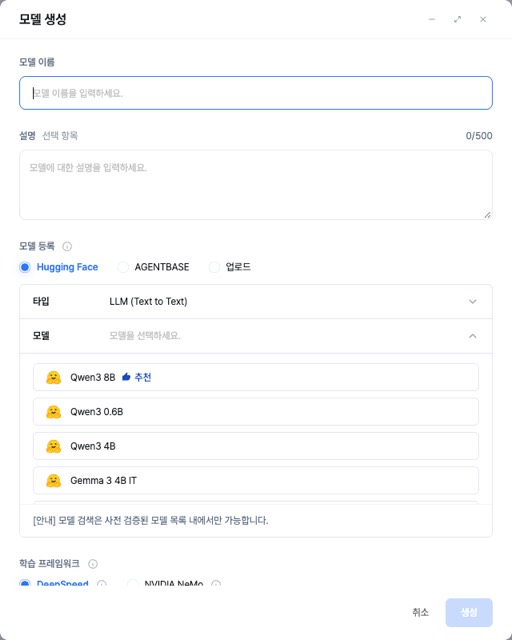 모델 생성
모델 이름
모델 이름을 입력하세요.
설명 선택 항목 0/500
모델에 대한 설명을 입력하세요.
모델 등록
Hugging Face AGENTBASE 업로드
타입 LLM (Text to Text)
모델 모델을 선택하세요.
Qwen3 8B 추천
Qwen3 0.6B
Qwen3 4B
Gemma 3 4B IT
[안내] 모델 검색은 사전 검증된 모델 목록 내에서만 가능합니다.
학습 프레임워크
DeepSpeed NVIDIA NeMo
취소 생성